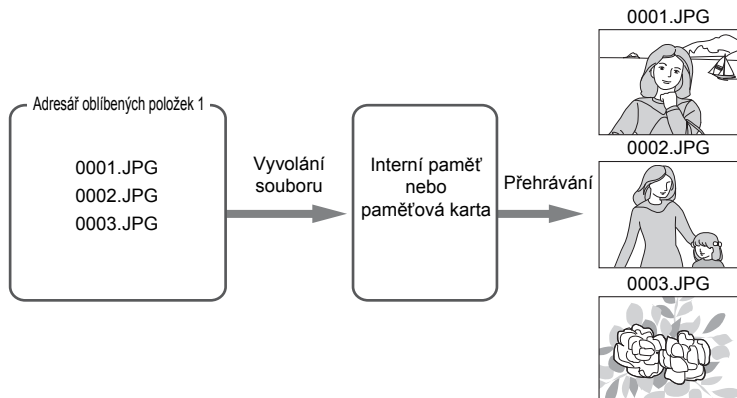 Adresář oblíbených položek 1
0001.JPG
0002.JPG
0003.JPG
Vyvolání
souboru
Interní paměť
nebo
paměťová karta
Přehrávání
0001.JPG
0002.JPG
0003.JPG